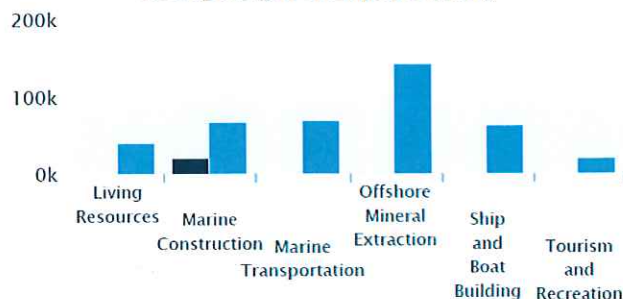 200k
100k
0k
Living
Resources
Marine
Construction
Marine
Transportation
Offshore
Mineral
Extraction
Ship
and
Boat
Building
Tourism
and
Recreation